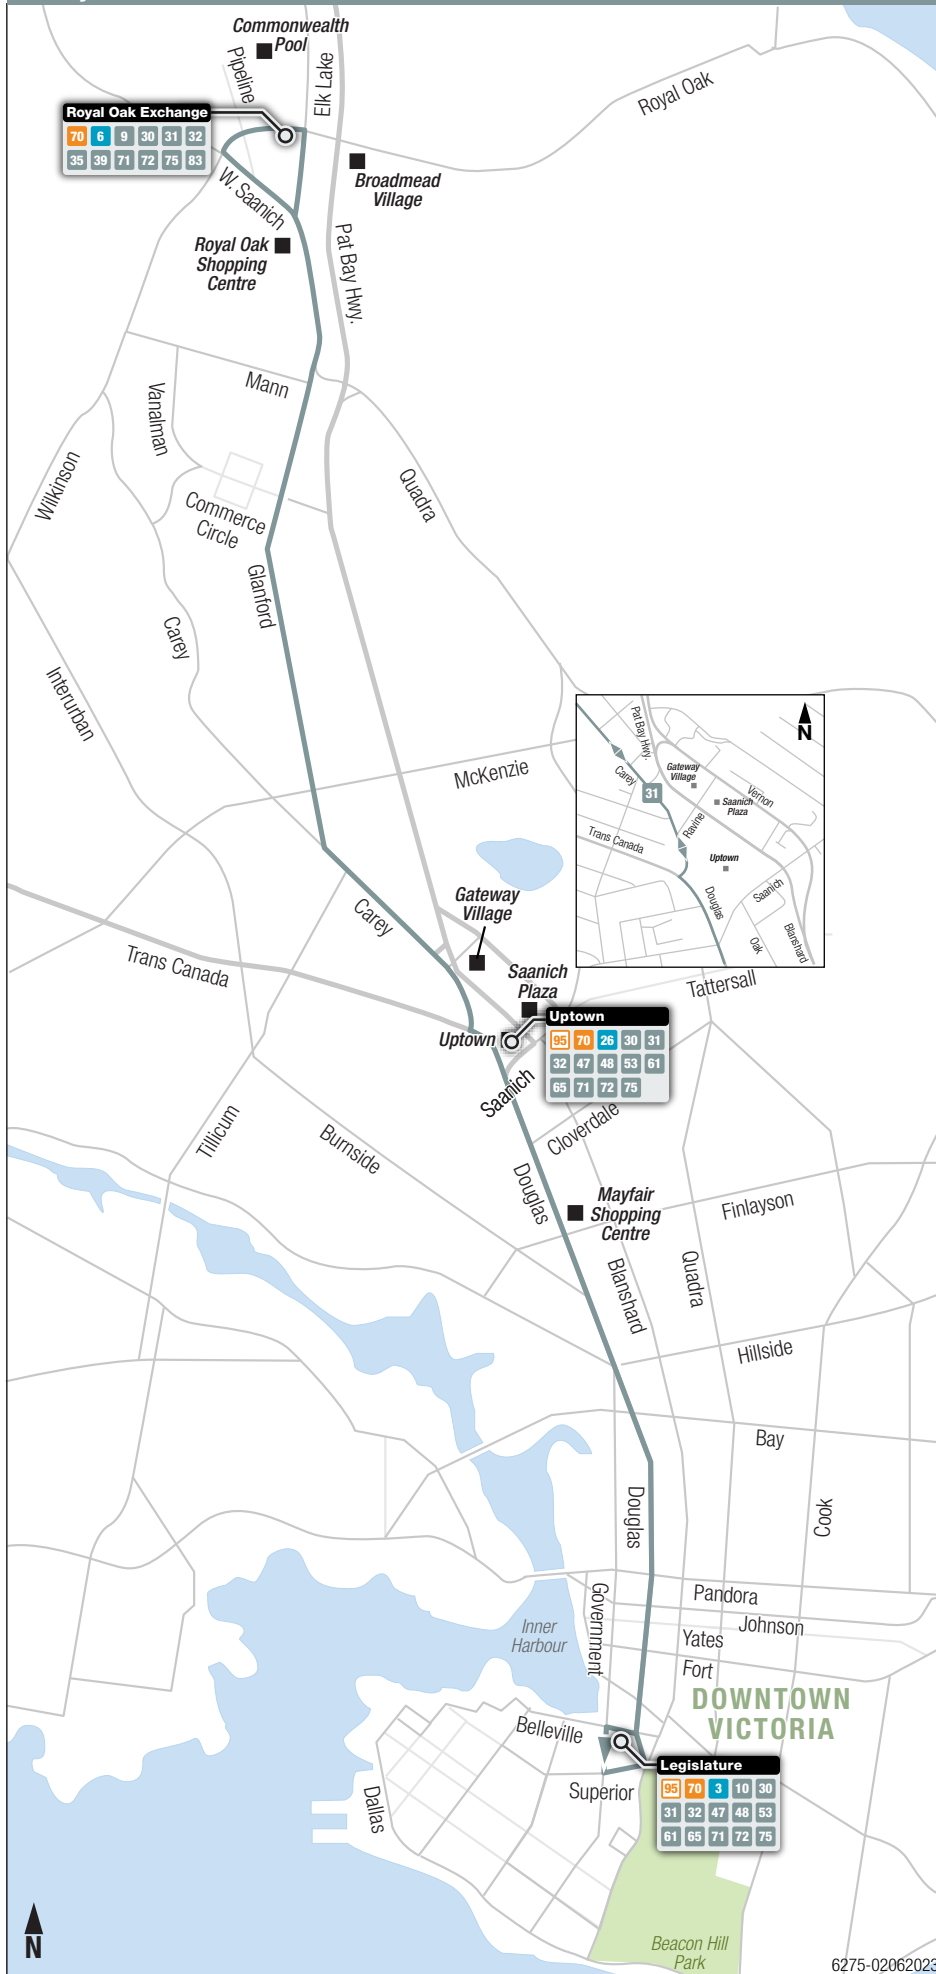 Commonwealth
Pool
Pipeline
Elk Lake
Royal Oak
Royal Oak Exchange
70 6 9 30 31 32
35 39 71 72 75 83
Broadmead
Village
W. Saanich
Royal Oak
Shopping
Centre
Pat Bay Hwy.
Mann
Vanalman
Wilkinson
Quadra
Commerce
Circle
Glanford
Carey
Interurban
McKenzie
N
Pat Bay Hwy.
Carey
Gateway
Village
31
Vernon
Saanich
Plaza
Ravine
Trans Canada
Uptown
Douglas
Saanich
Oak
Blanshard
Gateway
Village
Carey
Trans Canada
Saanich
Plaza
Tattersall
Uptown
Uptown
95 70 26 30 31
32 47 48 53 61
65 71 72 75
Saanich
Cloverdale
Tillicum
Burnside
Douglas
Mayfair
Shopping
Centre
Finlayson
Blanshard
Quadra
Hillside
Bay
Douglas
Cook
Pandora
Johnson
Government
Yates
Fort
Inner
Harbour
DOWNTOWN
VICTORIA
Belleville
Superior
Legislature
95 70 3 10 30
31 32 47 48 53
61 65 71 72 75
Dallas
N
Beacon Hill
Park
6275-02062023